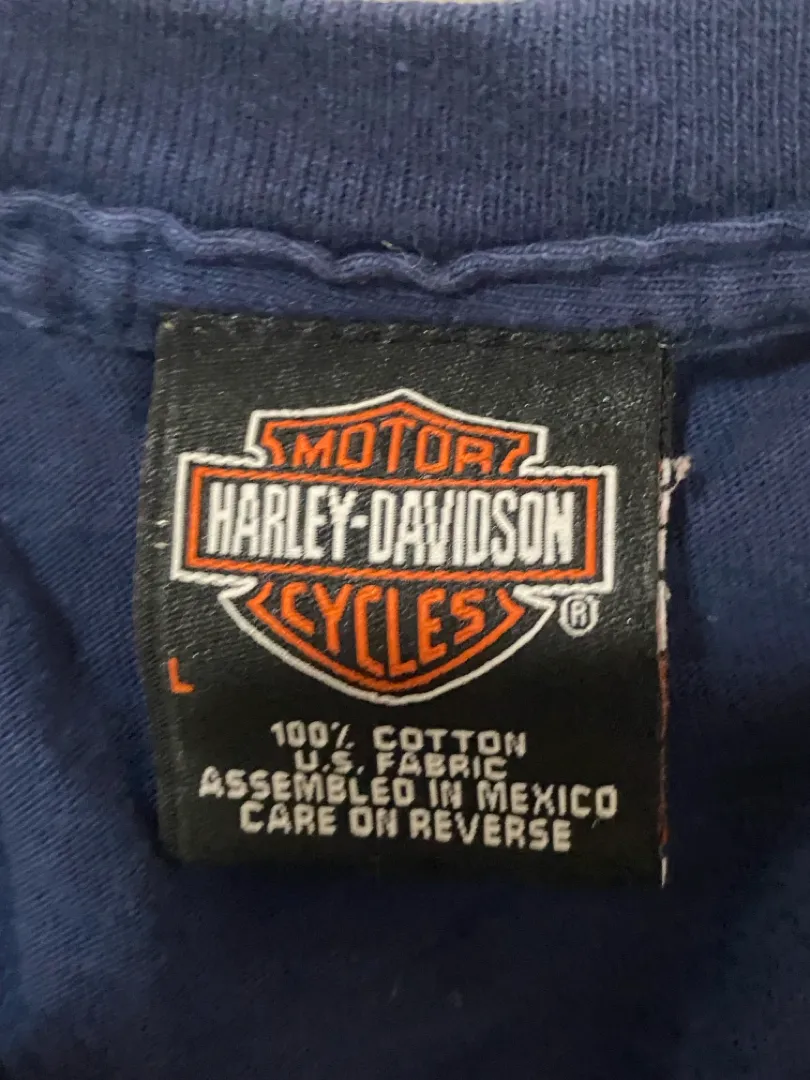 MOTOR
HARLEY-DAVIDSON
CYCLES
®
L
100% COTTON
U.S. FABRIC
ASSEMBLED IN MEXICO
CARE ON REVERSE